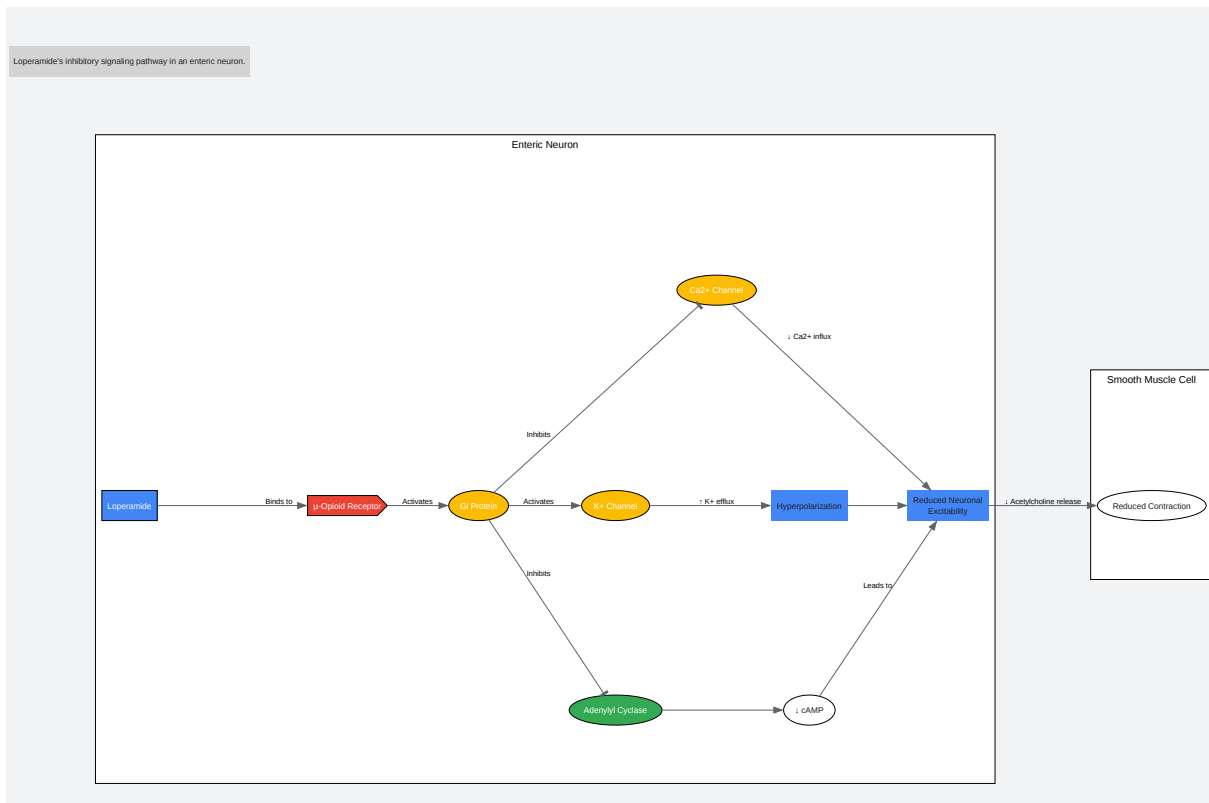 Loperamide's inhibitory signaling pathway in an enteric neuron.
Enteric Neuron
Ca2+ Channel
↓ Ca2+ influx
Smooth Muscle Cell
Inhibits
Loperamide
Binds to
μ-Opioid Receptor
Activates
Gi Protein
Activates
K+ Channel
↑ K+ efflux
Hyperpolarization
Reduced Neuronal
Excitability
↓ Acetylcholine release
Reduced Contraction
Inhibits
Leads to
Adenylyl Cyclase
↓ cAMP